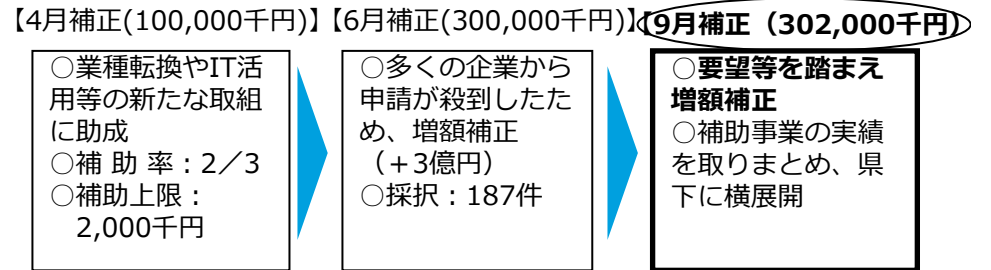 【4月補正(100,000千円)】【6月補正(300,000千円)】【9月補正（302,000千円）
○業種転換やIT活
用等の新たな取組
に助成
○補 助 率：2／3
○補助上限：
2,000千円
○多くの企業から
申請が殺到したた
め、増額補正
（＋3億円）
○採択：187件
○要望等を踏まえ
増額補正
○補助事業の実績
を取りまとめ、県
下に横展開